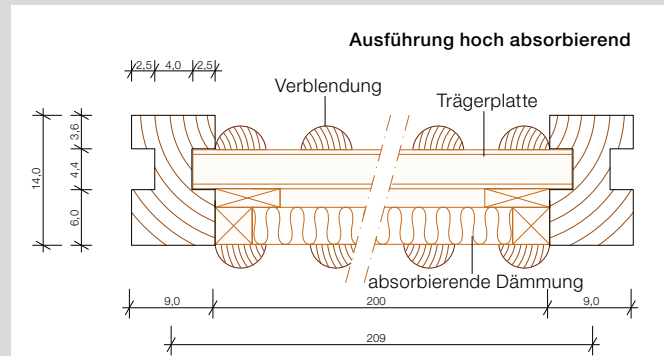 Ausführung hoch absorbierend
2,5 4,0 2,5
Verblendung
Trägerplatte
14,0
3,6
4,4
6,0
absorbierende Dämmung
9,0 200 9,0
209